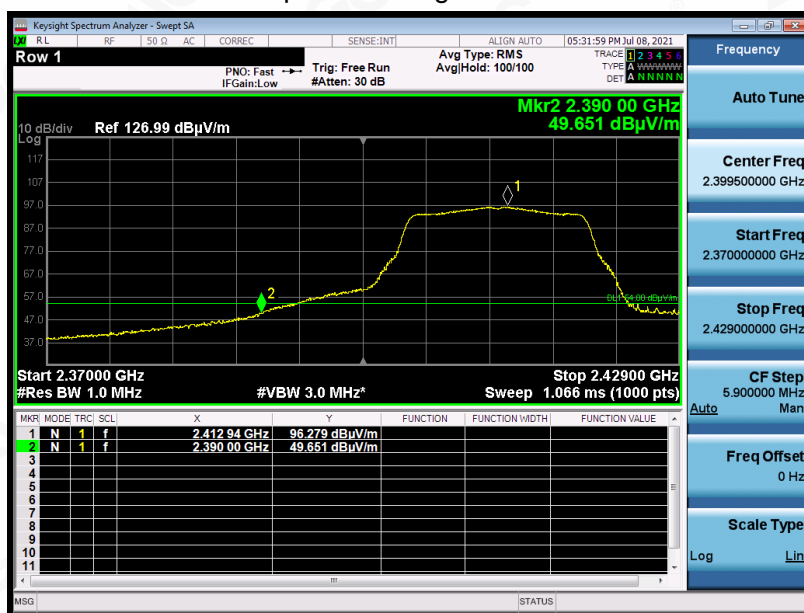 Keysight Spectrum Analyzer - Swept SA
LXI RL RF 50 Ω AC CORREC SENSE:INT ALIGN AUTO 05:31:59 PM Jul 08, 2021
Row 1
PNO: Fast
IFGain:Low
Trig: Free Run
#Atten: 30 dB
Avg Type: RMS
Avg|Hold: 100/100
TRACE 1 2 3 4 5 6
TYPE A WWWWW
DET A N N N N N
Mkr2 2.390 00 GHz
49.651 dBµV/m
10 dB/div Ref 126.99 dBµV/m
Log
117
107
97.0
87.0
77.0
67.0
57.0
47.0
37.0
1
2
Start 2.37000 GHz Stop 2.42900 GHz
#Res BW 1.0 MHz #VBW 3.0 MHz* Sweep 1.066 ms (1000 pts)
MKR MODE TRC SCL X Y FUNCTION FUNCTION WIDTH FUNCTION VALUE
1 N 1 f 2.412 94 GHz 96.279 dBµV/m
2 N 1 f 2.390 00 GHz 49.651 dBµV/m
3
4
5
6
7
8
9
10
11
MSG STATUS
Frequency
Auto Tune
Center Freq
2.399500000 GHz
Start Freq
2.370000000 GHz
Stop Freq
2.429000000 GHz
CF Step
5.900000 MHz
Auto Man
Freq Offset
0 Hz
Scale Type
Log Lin